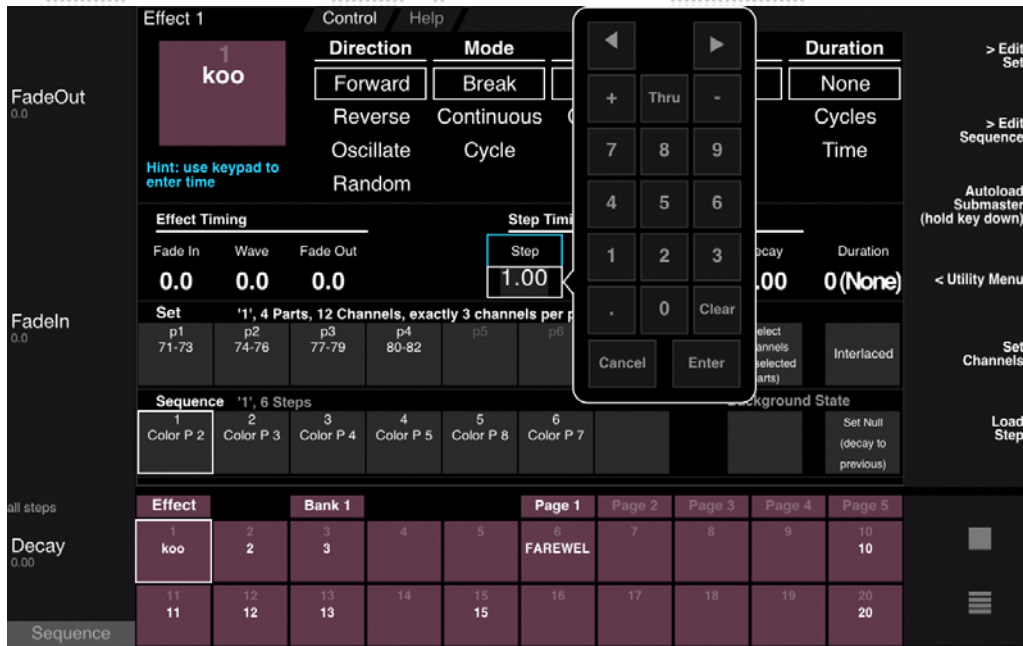 Effect 1
Control
Help
FadeOut
0.0
1
koo
Hint: use keypad to
enter time
Direction
Forward
Reverse
Oscillate
Random
Mode
Break
Continuous
Cycle
Duration
None
Cycles
Time
> Edit
Set
> Edit
Sequence
Autoload
Submaster
(hold key down)
< Utility Menu
Set
Channels
Load
Step
+ Thru -
7 8 9
4 5 6
1 2 3
. 0 Clear
Cancel Enter
Effect Timing
Fade In Wave Fade Out
0.0 0.0 0.0
Step Timi
Step
1.00
ecay
.00
Duration
0 (None)
FadeIn
0.0
Set '1', 4 Parts, 12 Channels, exactly 3 channels per p
p1
71-73
p2
74-76
p3
77-79
p4
80-82
p5
p6
elect
annels
selected
arts)
Interlaced
Sequence '1', 6 Steps
ckground State
1
Color P 2
2
Color P 3
3
Color P 4
4
Color P 5
5
Color P 8
6
Color P 7
Set Null
(decay to
previous)
all steps
Decay
0.00
Sequence
Effect Bank 1 Page 1 Page 2 Page 3 Page 4 Page 5
1
koo
2
2
3
3
4
5
6
FAREWEL
7
8
9
10
10
11
11
12
12
13
13
14
15
15
16
17
18
19
20
20